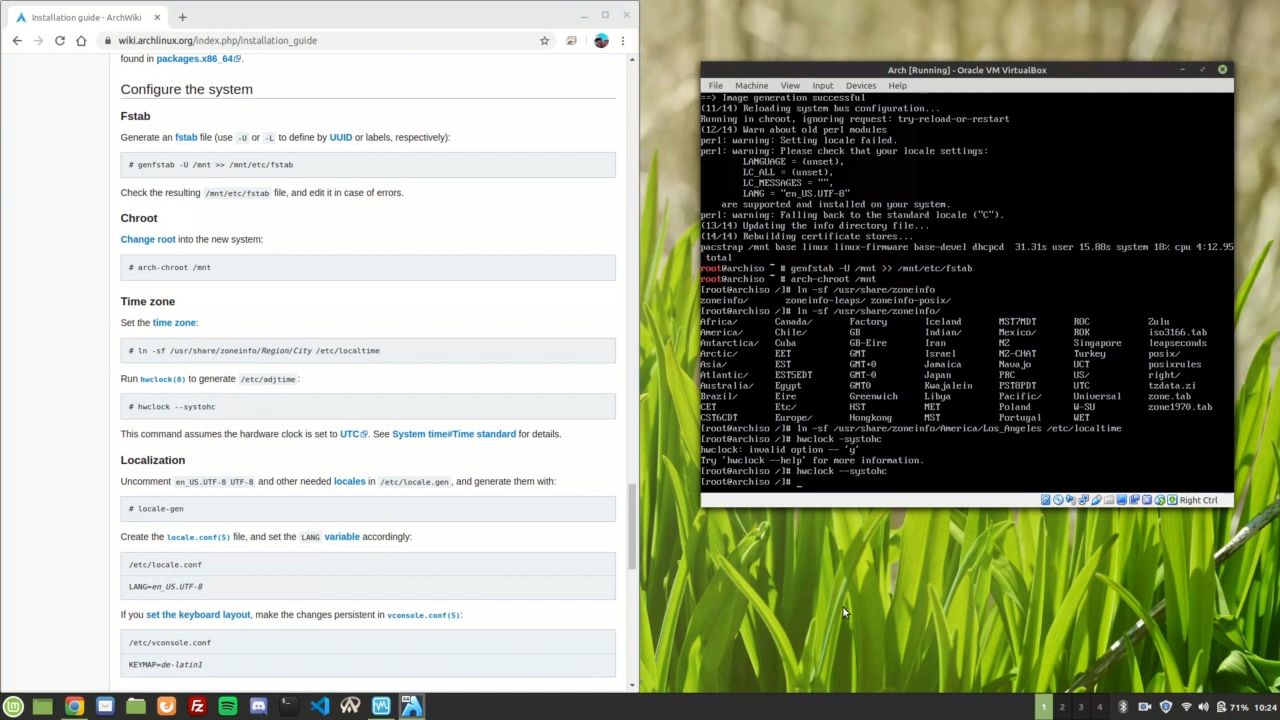 Installation guide - ArchWiki
wiki.archlinux.org/index.php/installation_guide
found in packages.x86_64.
Configure the system
Fstab
Generate an fstab file (use -U or -L to define by UUID or labels, respectively):
# genfstab -U /mnt >> /mnt/etc/fstab
Check the resulting /mnt/etc/fstab file, and edit it in case of errors.
Chroot
Change root into the new system:
# arch-chroot /mnt
Time zone
Set the time zone:
# ln -sf /usr/share/zoneinfo/Region/City /etc/localtime
Run hwclock(8) to generate /etc/adjtime:
# hwclock --systohc
This command assumes the hardware clock is set to UTC. See System time#Time standard for details.
Localization
Uncomment en_US.UTF-8 UTF-8 and other needed locales in /etc/locale.gen, and generate them with:
# locale-gen
Create the locale.conf(5) file, and set the LANG variable accordingly:
/etc/locale.conf
LANG=en_US.UTF-8
If you set the keyboard layout, make the changes persistent in vconsole.conf(5):
/etc/vconsole.conf
KEYMAP=de-latin1
Arch [Running] - Oracle VM VirtualBox
File Machine View Input Devices Help
==> Image generation successful
(11/14) Reloading system bus configuration...
Running in chroot, ignoring request: try-reload-or-restart
(12/14) Warn about old perl modules
perl: warning: Setting locale failed.
perl: warning: Please check that your locale settings:
LANGUAGE = (unset),
LC_ALL = (unset),
LC_MESSAGES = "",
LANG = "en_US.UTF-8"
are supported and installed on your system.
perl: warning: Falling back to the standard locale ("C").
(13/14) Updating the info directory file...
(14/14) Rebuilding certificate stores...
pacstrap /mnt base linux linux-firmware base-devel dhcpcd 31.31s user 15.88s system 18% cpu 4:12.95
total
root@archiso ~ # genfstab -U /mnt >> /mnt/etc/fstab
root@archiso ~ # arch-chroot /mnt
[root@archiso /]# ln -sf /usr/share/zoneinfo
zoneinfo/ zoneinfo-leaps/ zoneinfo-posix/
[root@archiso /]# ln -sf /usr/share/zoneinfo/
Africa/ Canada/ Factory Iceland MST7MDT ROC Zulu
America/ Chile/ GB Indian/ Mexico/ ROK iso3166.tab
Antarctica/ Cuba GB-Eire Iran NZ Singapore leapseconds
Arctic/ EET GMT Israel NZ-CHAT Turkey posix/
Asia/ EST GMT+0 Jamaica Navajo UCT posixrules
Atlantic/ EST5EDT GMT-0 Japan PRC US/ right/
Australia/ Egypt GMT0 Kwajalein PST8PDT UTC tzdata.zi
Brazil/ Eire Greenwich Libya Pacific/ Universal zone.tab
CET Etc/ HST MET Poland W-SU zone1970.tab
CST6CDT Europe/ Hongkong MST Portugal WET
[root@archiso /]# ln -sf /usr/share/zoneinfo/America/Los_Angeles /etc/localtime
[root@archiso /]# hwclock -systohc
hwclock: invalid option -- 'y'
Try 'hwclock --help' for more information.
[root@archiso /]# hwclock --systohc
[root@archiso /]# _
Right Ctrl
1 2 3 4 71% 10:24